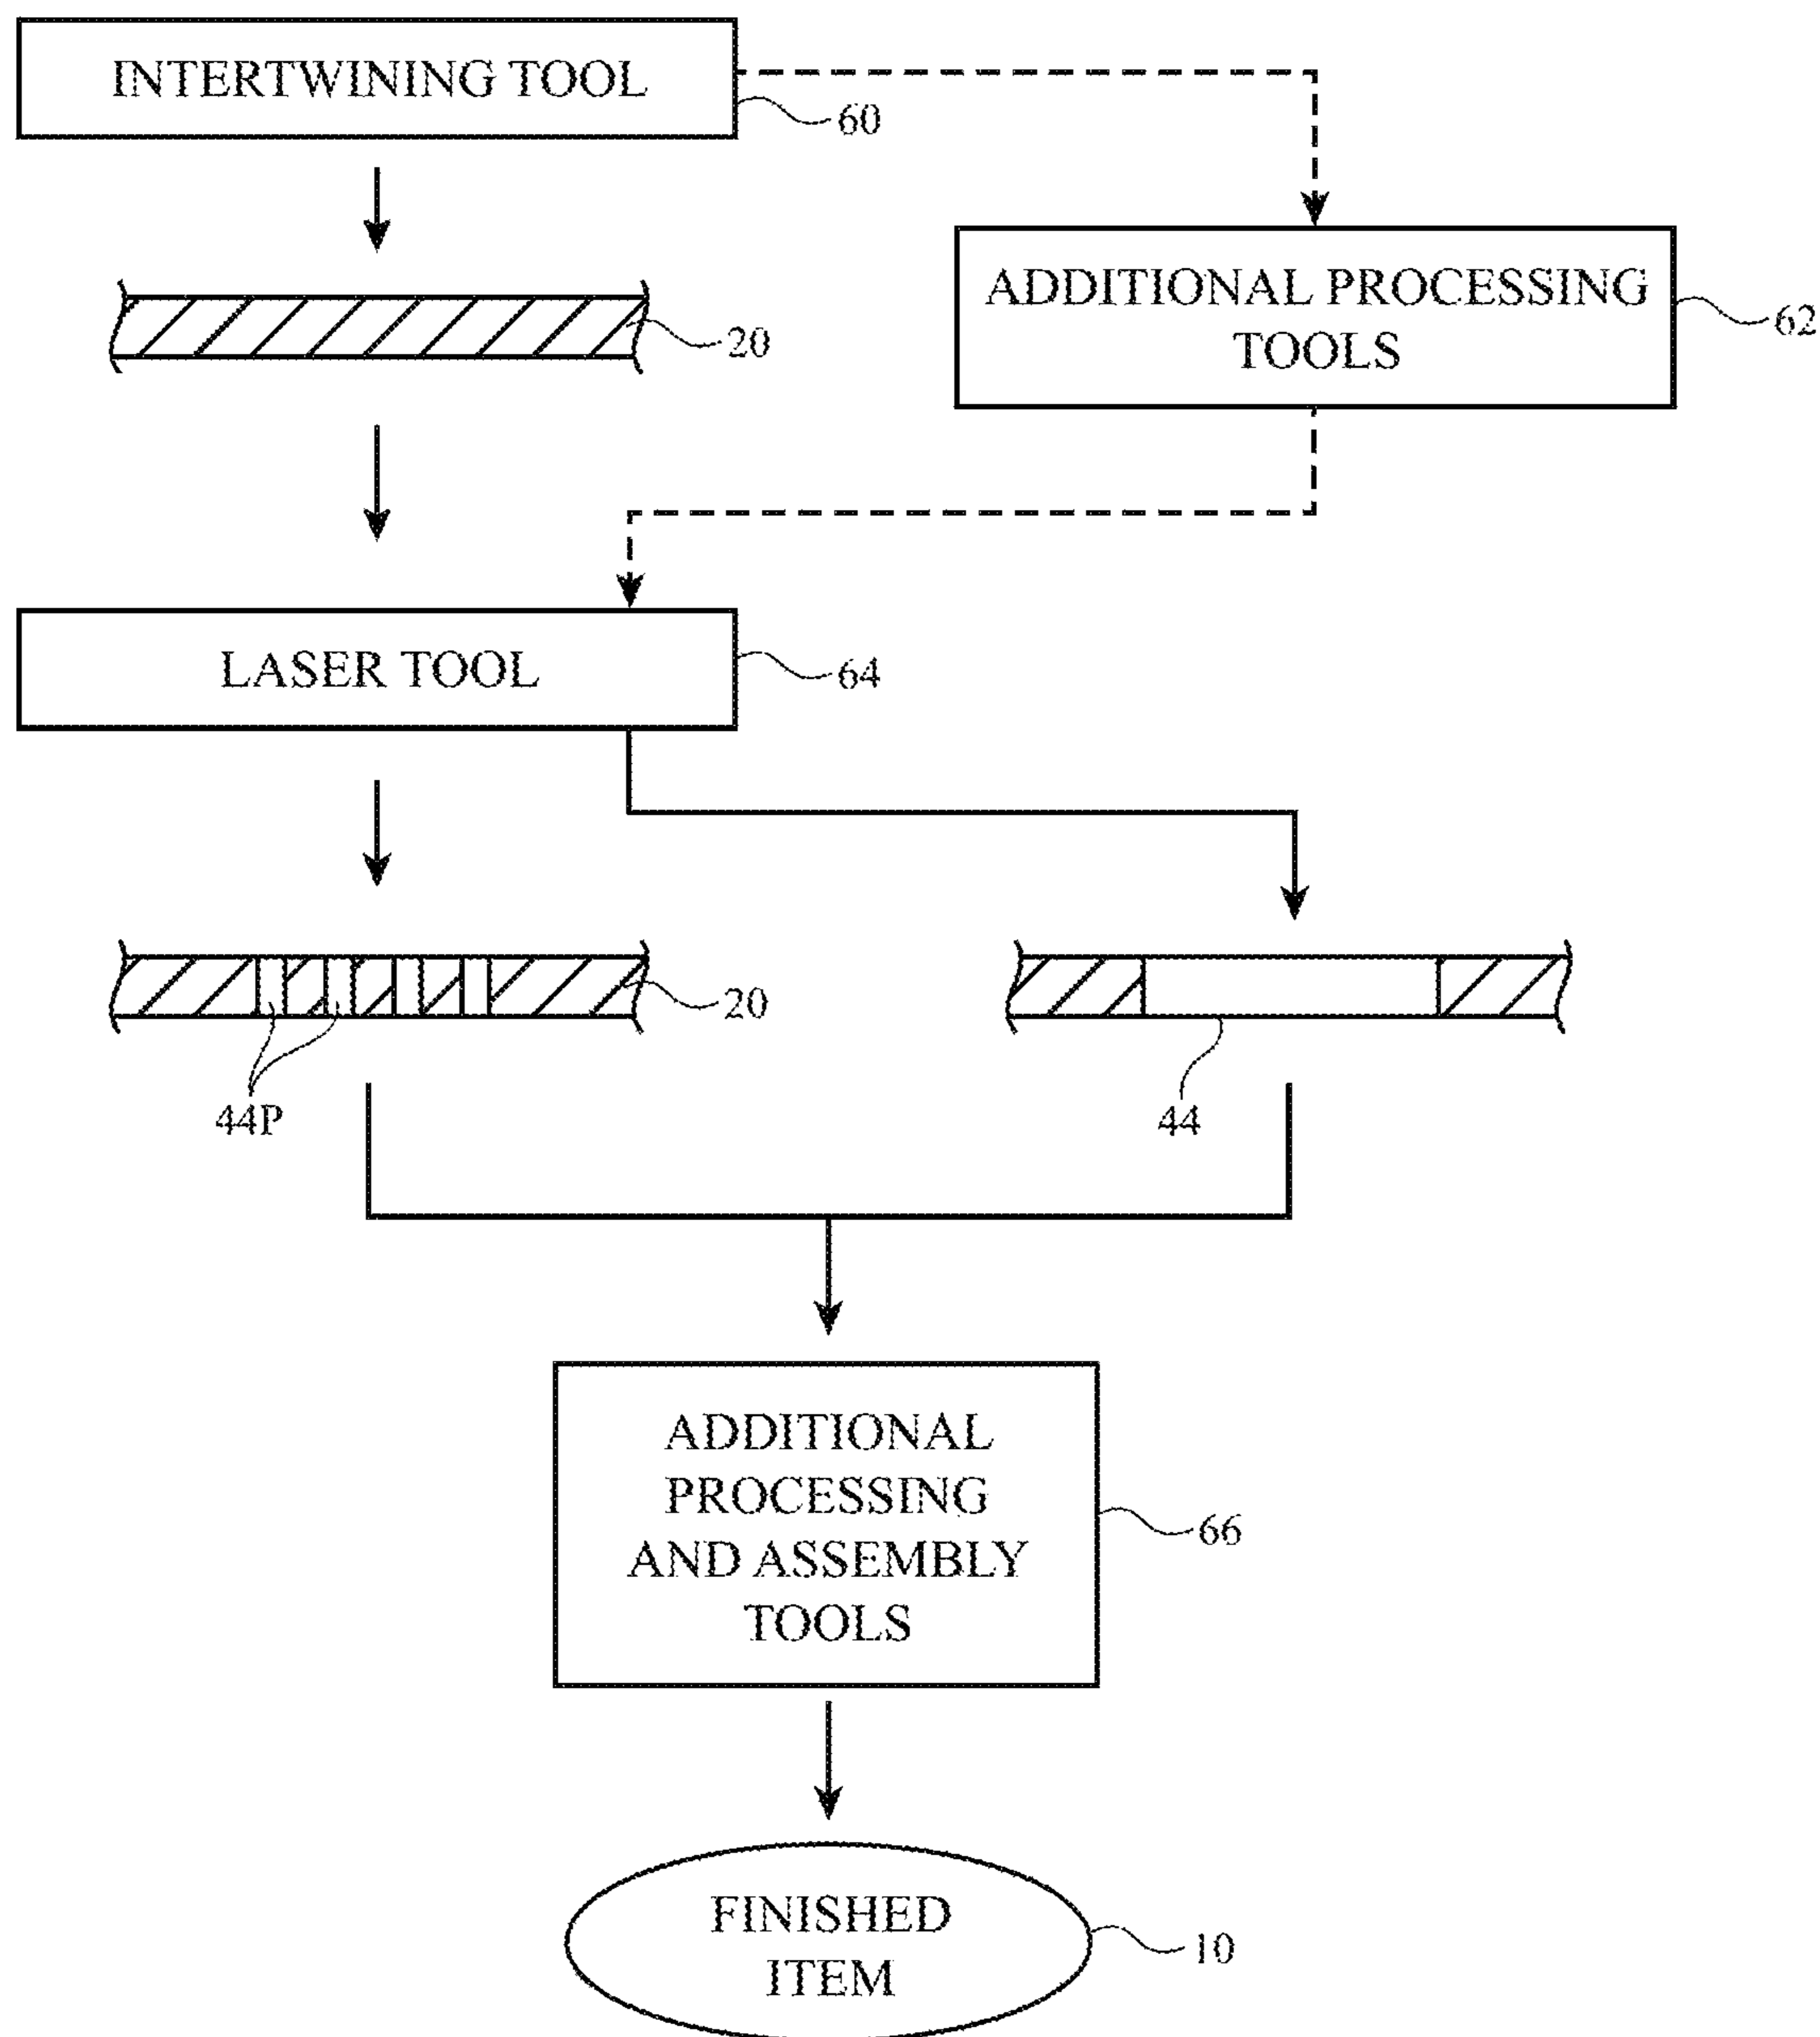 INTERTWINING TOOL
60
ADDITIONAL PROCESSING
TOOLS
62
20
LASER TOOL
64
20
44P
44
ADDITIONAL
PROCESSING
AND ASSEMBLY
TOOLS
66
FINISHED
ITEM
10